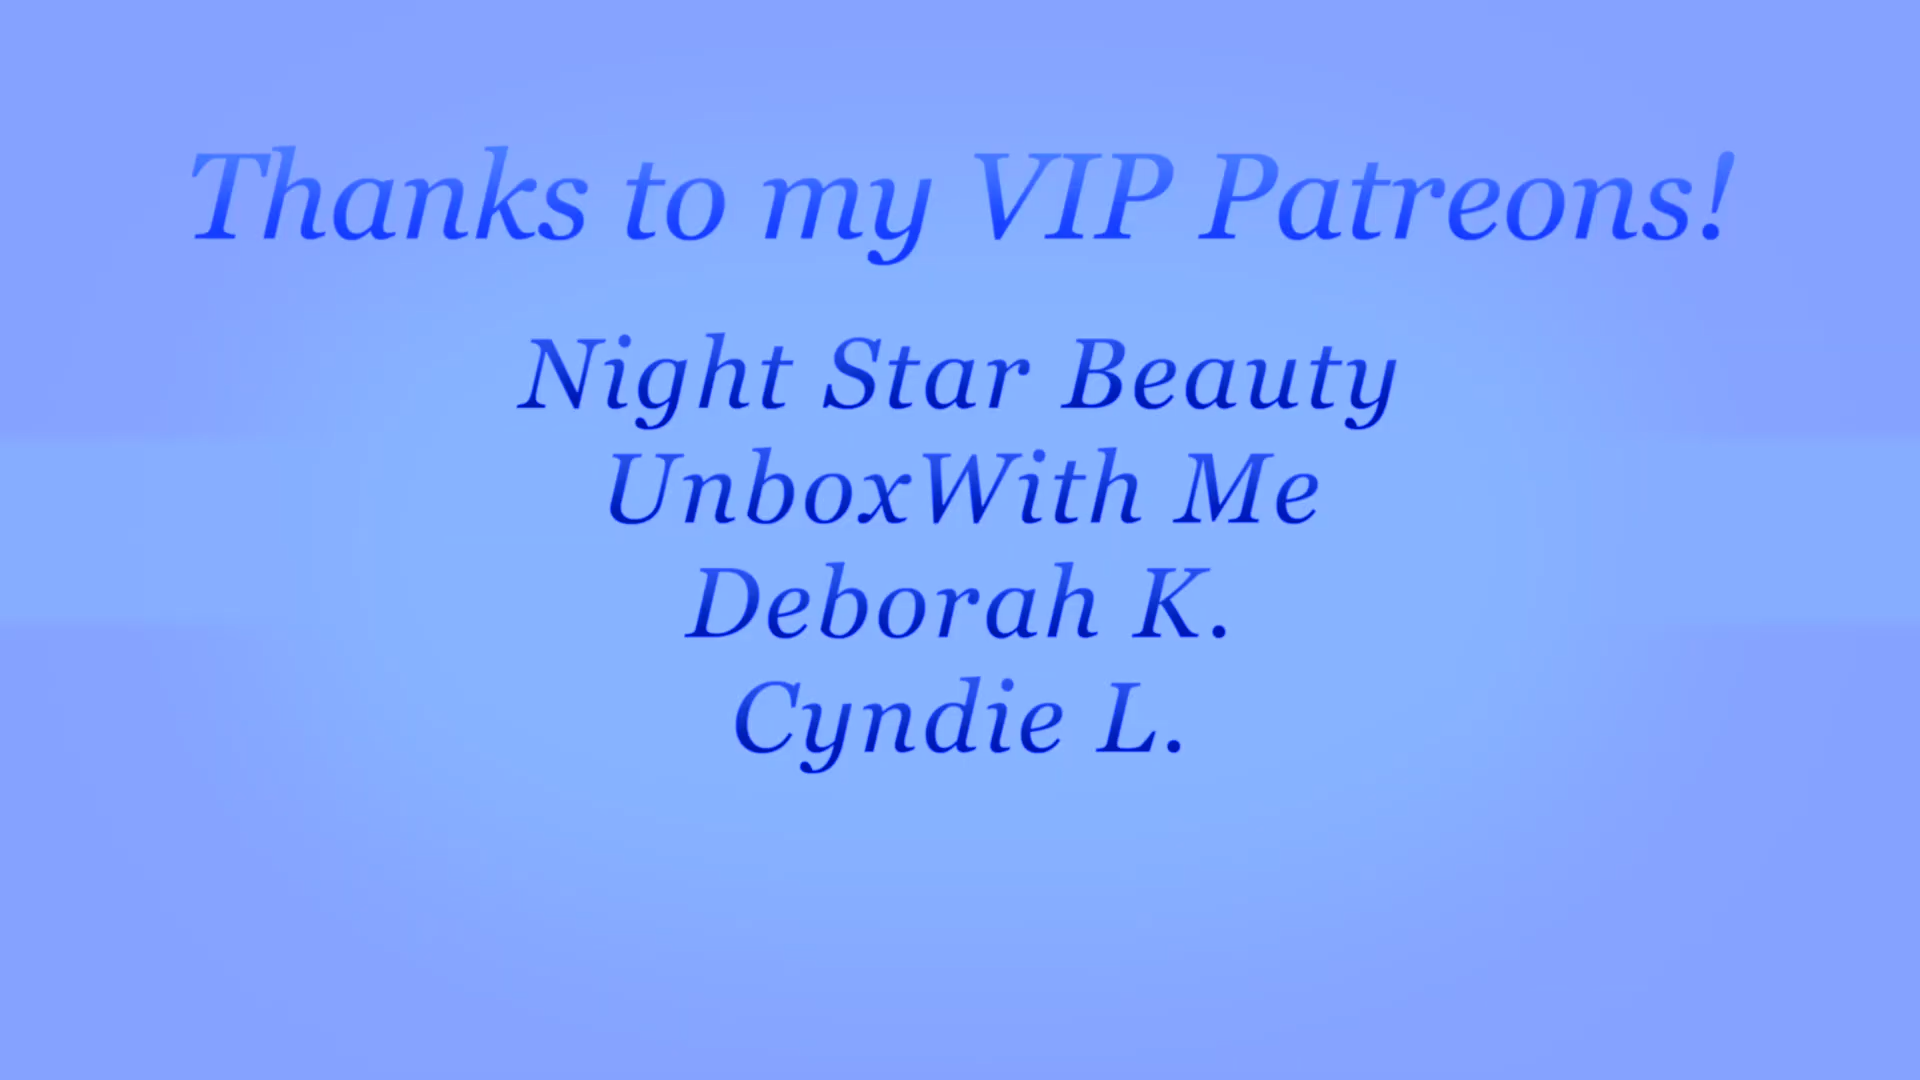 Thanks to my VIP Patreons!
Night Star Beauty
UnboxWith Me
Deborah K.
Cyndie L.